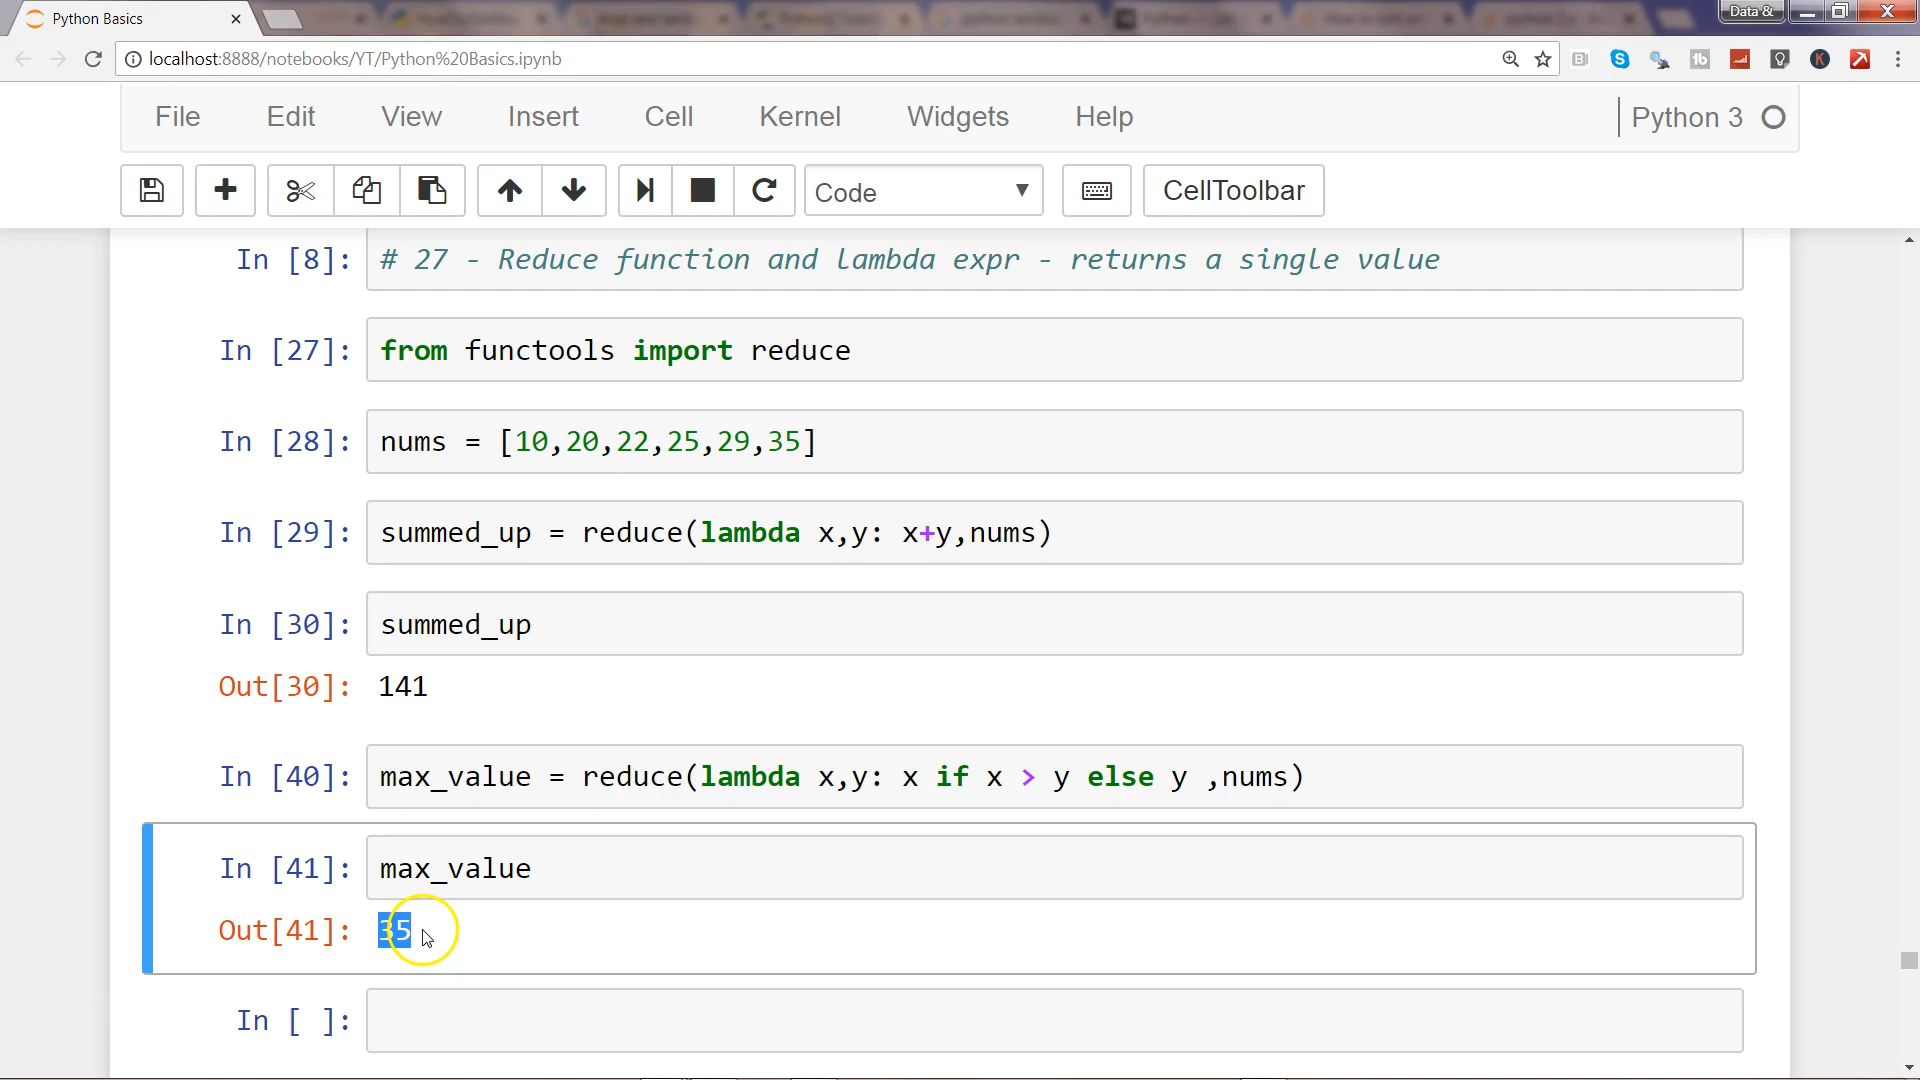 Python Basics
Data &
localhost:8888/notebooks/YT/Python%20Basics.ipynb
File Edit View Insert Cell Kernel Widgets Help Python 3
Code CellToolbar
In [8]: # 27 - Reduce function and lambda expr - returns a single value
In [27]: from functools import reduce
In [28]: nums = [10,20,22,25,29,35]
In [29]: summed_up = reduce(lambda x,y: x+y,nums)
In [30]: summed_up
Out[30]: 141
In [40]: max_value = reduce(lambda x,y: x if x > y else y ,nums)
In [41]: max_value
Out[41]: 35
In [ ]: